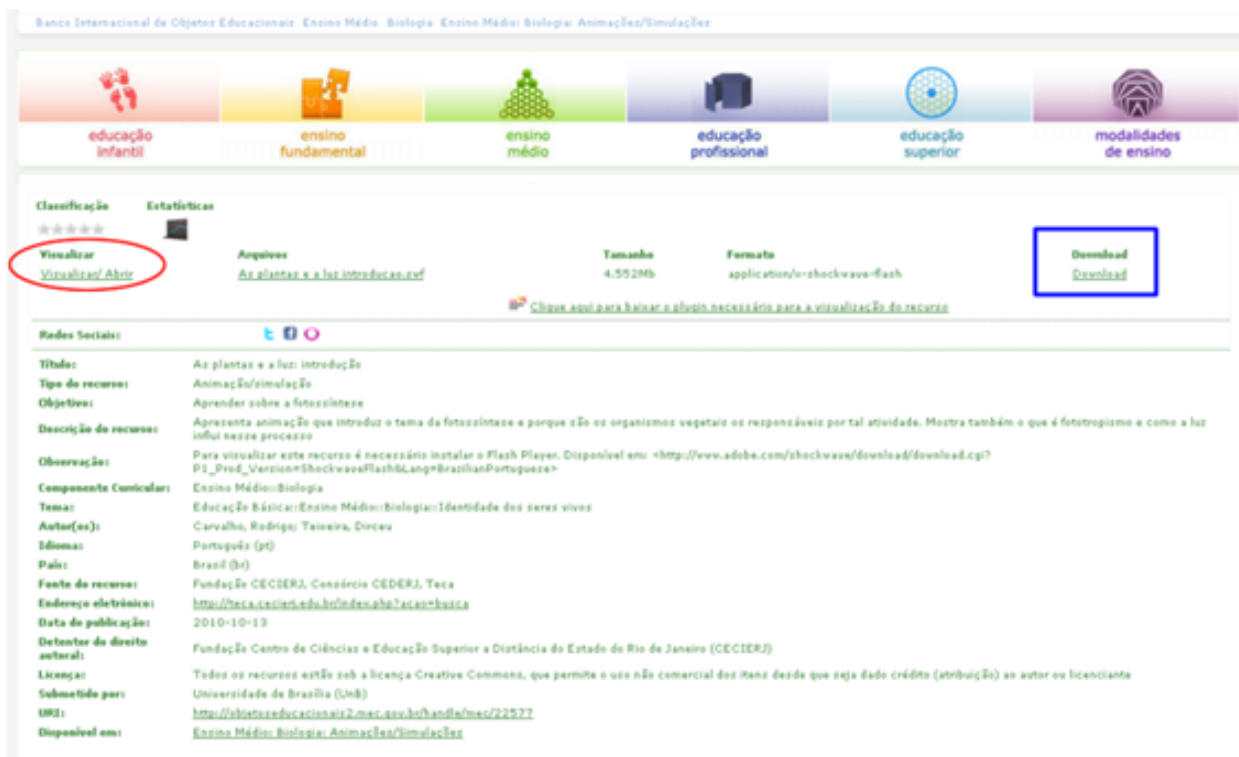 Banco Internacional de Objetos Educacionais Ensino Médio Biologia Ensino Médio: Biologia: Animações/Simulações
educação infantil
ensino fundamental
ensino médio
educação profissional
educação superior
modalidades de ensino
Classificação Estatísticas
Visualizar Arquivos Tamanho Formato Download
Visualizar/ Abrir As plantas e a luz introducao.swf 4.552Mb application/x-shockwave-flash Download
Clique aqui para baixar o plugin necessário para a visualização do recurso
Redes Sociais:
Título: As plantas e a luz: introdução
Tipo do recurso: Animação/simulação
Objetivo: Aprender sobre a fotossíntese
Descrição do recurso: Apresenta animação que introduz o tema da fotossíntese e porque são os organismos vegetais os responsáveis por tal atividade. Mostra também o que é fototropismo e como a luz
influi nesse processo
Observação: Para visualizar este recurso é necessário instalar o Flash Player. Disponível em: <http://www.adobe.com/shockwave/download/download.cgi?
P1_Prod_Version=ShockwaveFlash&Lang=BrazilianPortuguese>
Componente Curricular: Ensino Médio::Biologia
Tema: Educação Básica::Ensino Médio::Biologia::Identidade dos seres vivos
Autor(es): Carvalho, Rodrigo; Teixeira, Dirceu
Idioma: Português (pt)
País: Brasil (br)
Fonte do recurso: Fundação CECIERJ, Consórcio CEDERJ, Teca
Endereço eletrônico: http://teca.cecierj.edu.br/index.php?acao=busca
Data de publicação: 2010-10-13
Detentor do direito autoral: Fundação Centro de Ciências e Educação Superior a Distância do Estado do Rio de Janeiro (CECIERJ)
Licença: Todos os recursos estão sob a licença Creative Commons, que permite o uso não comercial dos itens desde que seja dado crédito (atribuição) ao autor ou licenciante
Submetido por: Universidade de Brasília (UnB)
URI: http://objetoseducacionais2.mec.gov.br/handle/mec/22577
Disponível em: Ensino Médio: Biologia: Animações/Simulações